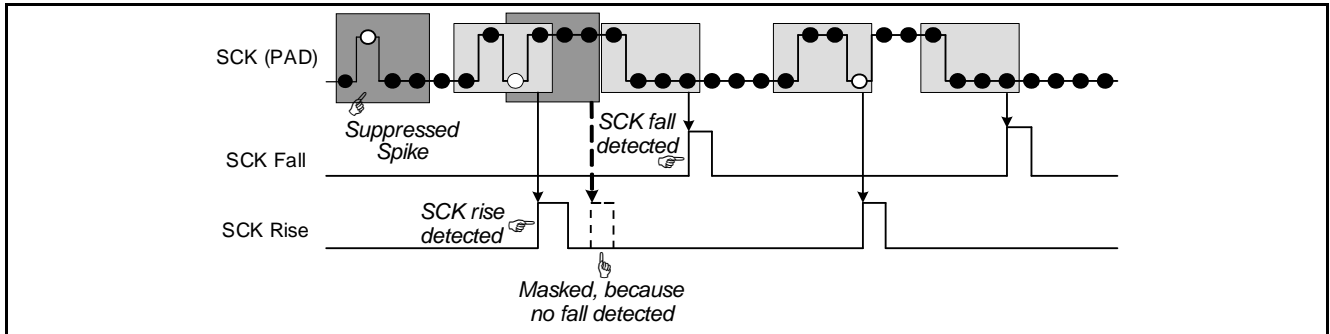 SCK (PAD)
Suppressed
Spike
SCK fall
detected
SCK Fall
SCK rise
detected
SCK Rise
Masked, because
no fall detected